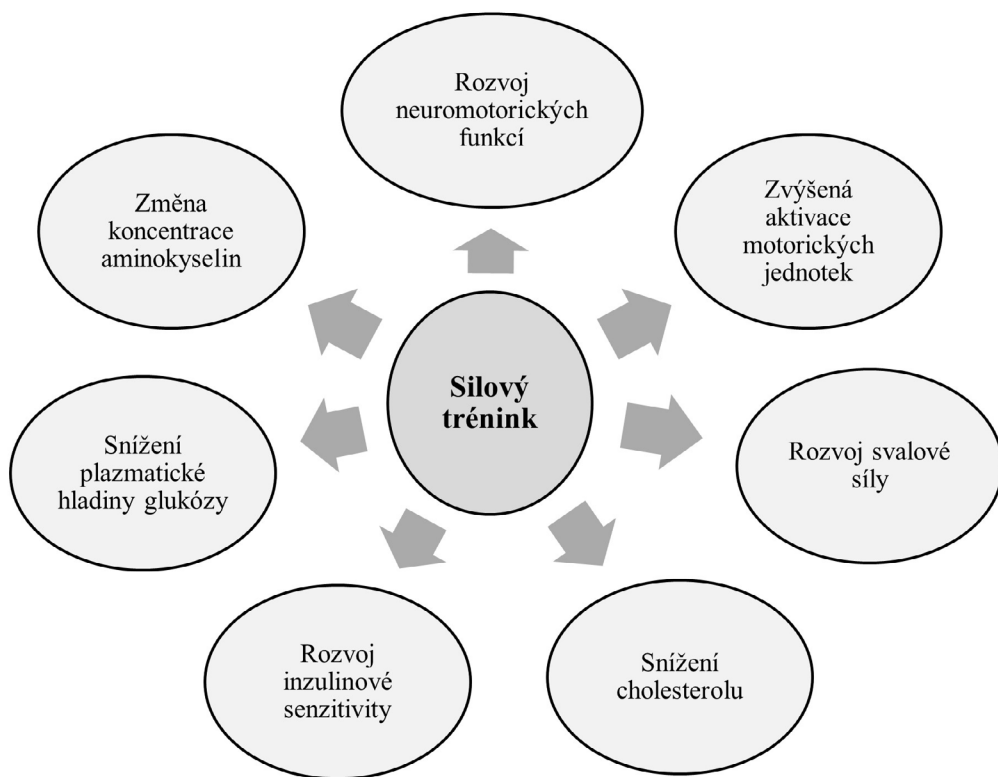 Rozvoj
neuromotorických
funkcí
Změna
koncentrace
aminokyselin
Zvýšená
aktivace
motorických
jednotek
Silový
trénink
Snížení
plazmatické
hladiny glukózy
Rozvoj svalové
síly
Rozvoj
inzulinové
senzitivity
Snížení
cholesterolu